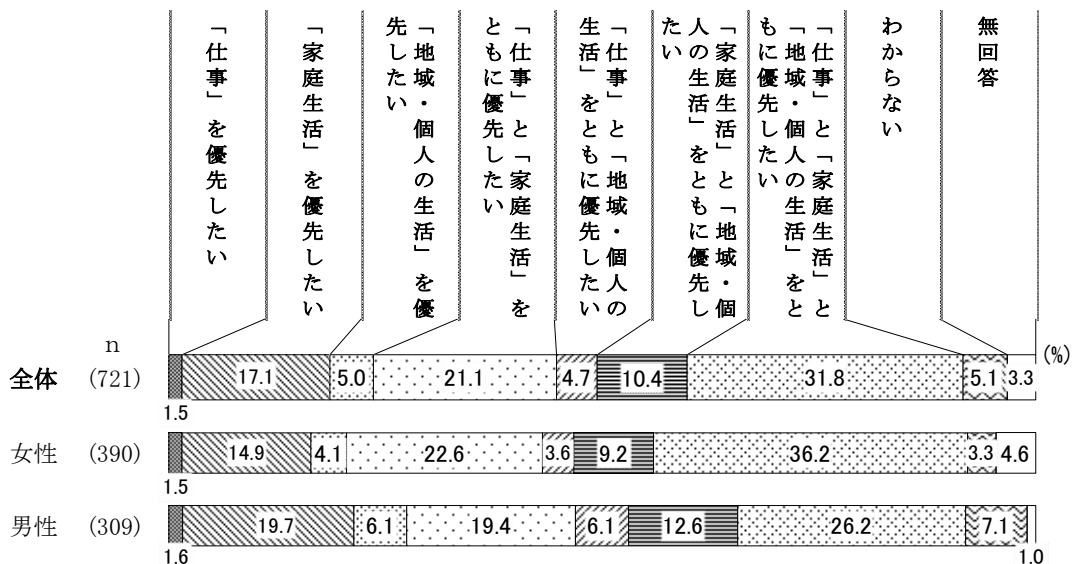 「仕事」を優先したい
「家庭生活」を優先したい
「地域・個人の生活」を優
先したい
「仕事」と「家庭生活」を
ともに優先したい
「仕事」と「地域・個人の
生活」をともに優先したい
「家庭生活」と「地域・個
人の生活」をともに優先し
たい
「仕事」と「家庭生活」と
「地域・個人の生活」をと
もに優先したい
わからない
無回答
n
(%)
全体 (721) 17.1 5.0 21.1 4.7 10.4 31.8 5.1 3.3
1.5
女性 (390) 14.9 4.1 22.6 3.6 9.2 36.2 3.3 4.6
1.5
男性 (309) 19.7 6.1 19.4 6.1 12.6 26.2 7.1
1.6 1.0